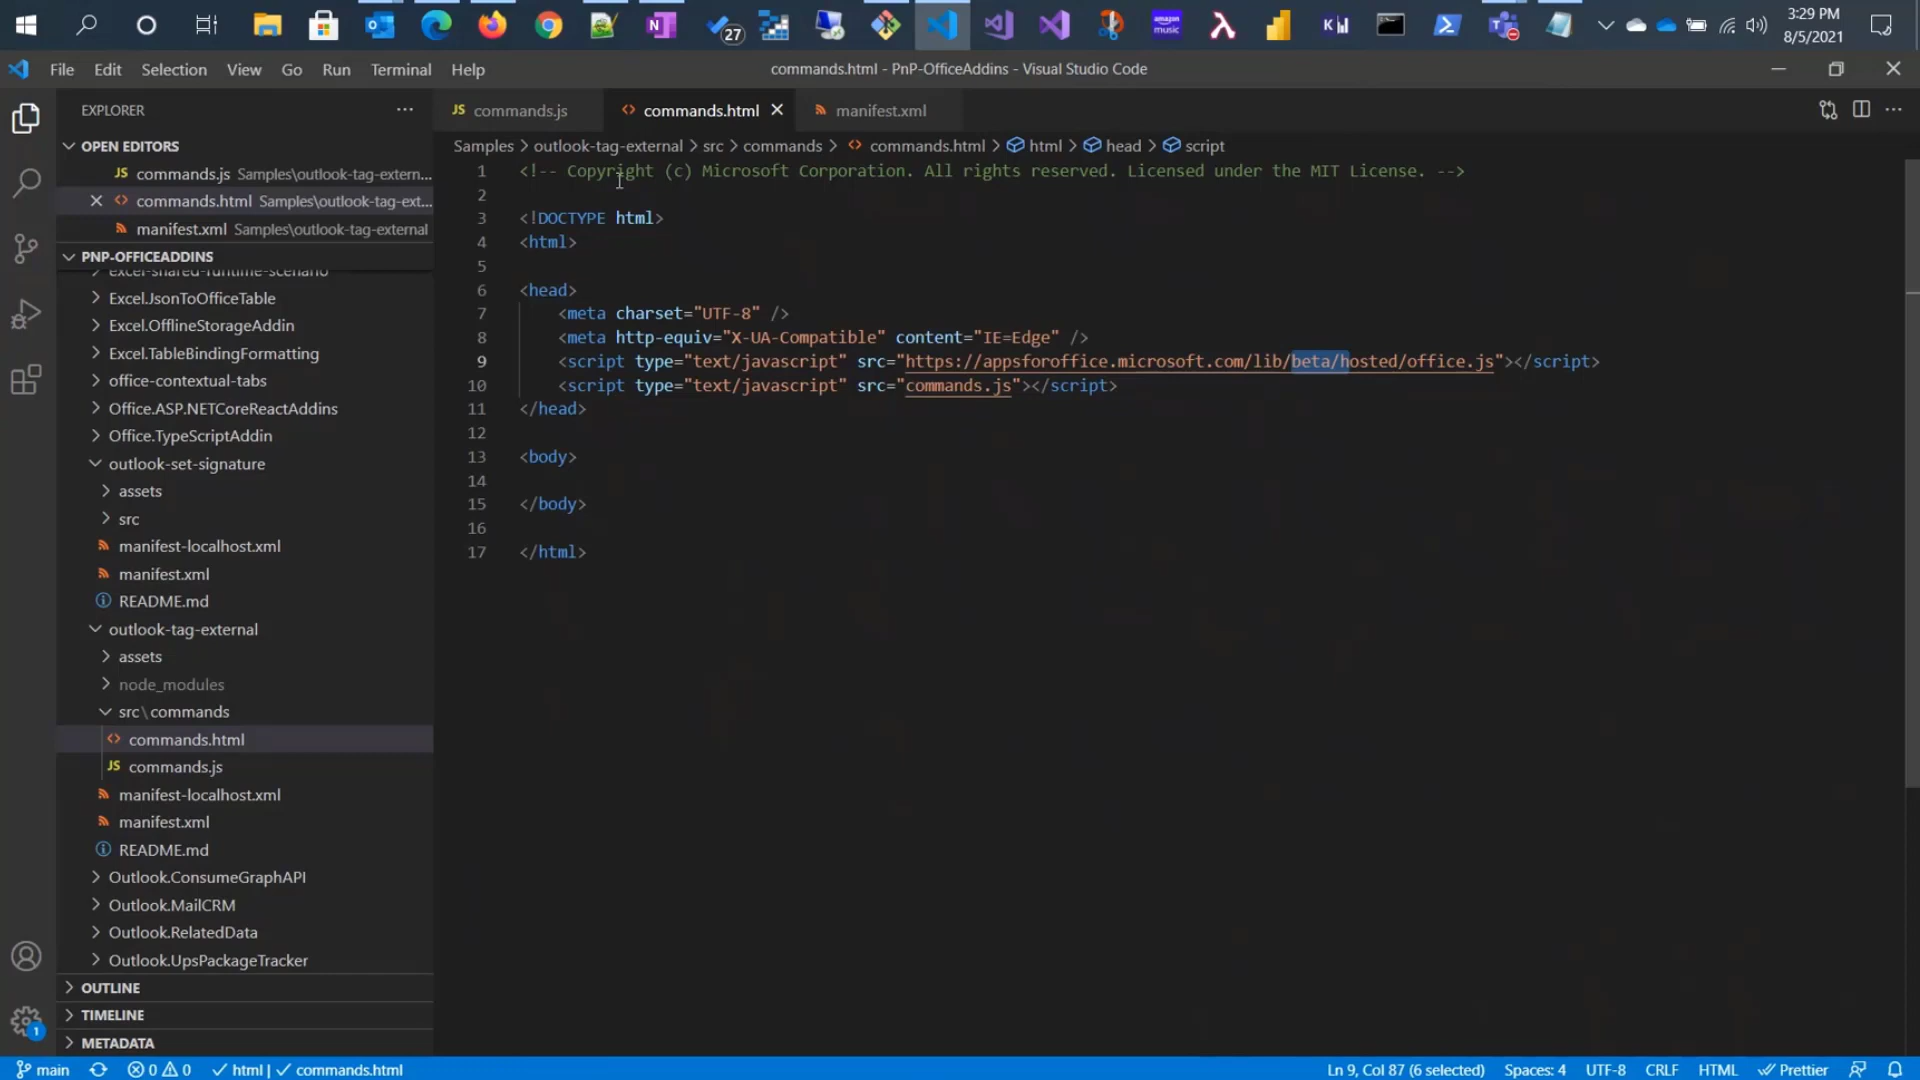 27
3:29 PM
8/5/2021
File Edit Selection View Go Run Terminal Help
commands.html - PnP-OfficeAddins - Visual Studio Code
EXPLORER
OPEN EDITORS
JS commands.js Samples\outlook-tag-extern...
commands.html Samples\outlook-tag-ext...
manifest.xml Samples\outlook-tag-external
PNP-OFFICEADDINS
excel-shared-runtime-scenario
Excel.JsonToOfficeTable
Excel.OfflineStorageAddin
Excel.TableBindingFormatting
office-contextual-tabs
Office.ASP.NETCoreReactAddins
Office.TypeScriptAddin
outlook-set-signature
assets
src
manifest-localhost.xml
manifest.xml
README.md
outlook-tag-external
assets
node_modules
src\commands
commands.html
JS commands.js
manifest-localhost.xml
manifest.xml
README.md
Outlook.ConsumeGraphAPI
Outlook.MailCRM
Outlook.RelatedData
Outlook.UpsPackageTracker
OUTLINE
TIMELINE
METADATA
1
JS commands.js commands.html manifest.xml
Samples > outlook-tag-external > src > commands > commands.html > html > head > script
1 <!-- Copyright (c) Microsoft Corporation. All rights reserved. Licensed under the MIT License. -->
2
3 <!DOCTYPE html>
4 <html>
5
6 <head>
7 <meta charset="UTF-8" />
8 <meta http-equiv="X-UA-Compatible" content="IE=Edge" />
9 <script type="text/javascript" src="https://appsforoffice.microsoft.com/lib/beta/hosted/office.js"></script>
10 <script type="text/javascript" src="commands.js"></script>
11 </head>
12
13 <body>
14
15 </body>
16
17 </html>
main 0 0 html | commands.html Ln 9, Col 87 (6 selected) Spaces: 4 UTF-8 CRLF HTML Prettier